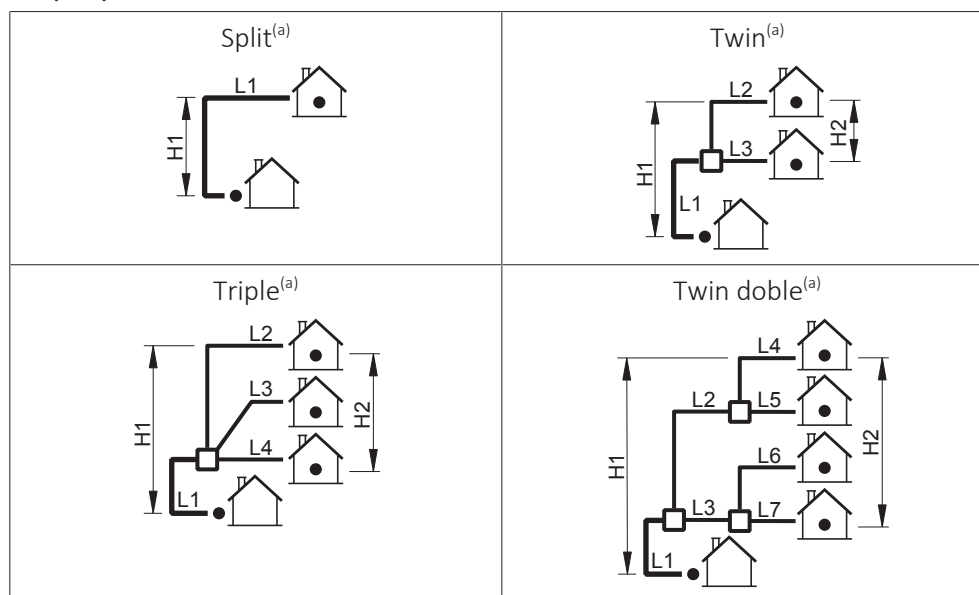 Split(a)
L1
H1
Twin(a)
L2
L3
H2
H1
L1
Triple(a)
L2
L3
L4
H1
H2
L1
Twin doble(a)
L4
L2
L5
H1
H2
L6
L3
L7
L1